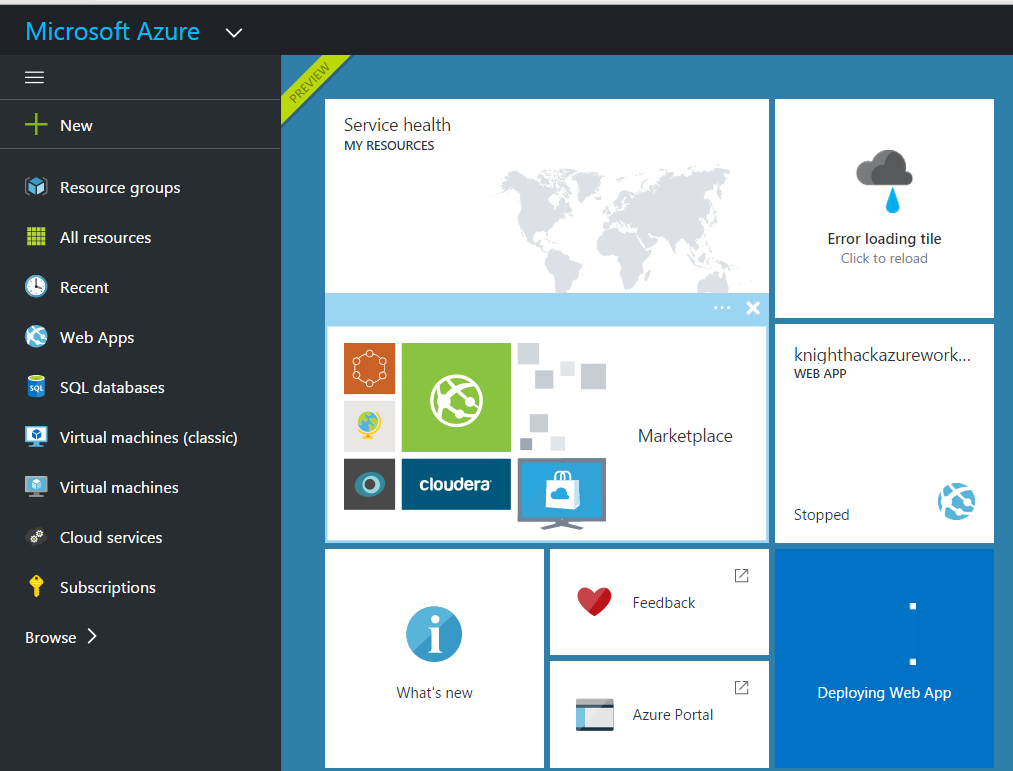 Microsoft Azure
New
Resource groups
All resources
Recent
Web Apps
SQL
SQL databases
Virtual machines (classic)
Virtual machines
Cloud services
Subscriptions
Browse
PREVIEW
Service health
MY RESOURCES
Error loading tile
Click to reload
cloudera
Marketplace
knighthackazurework...
WEB APP
Stopped
What's new
Feedback
Azure Portal
Deploying Web App